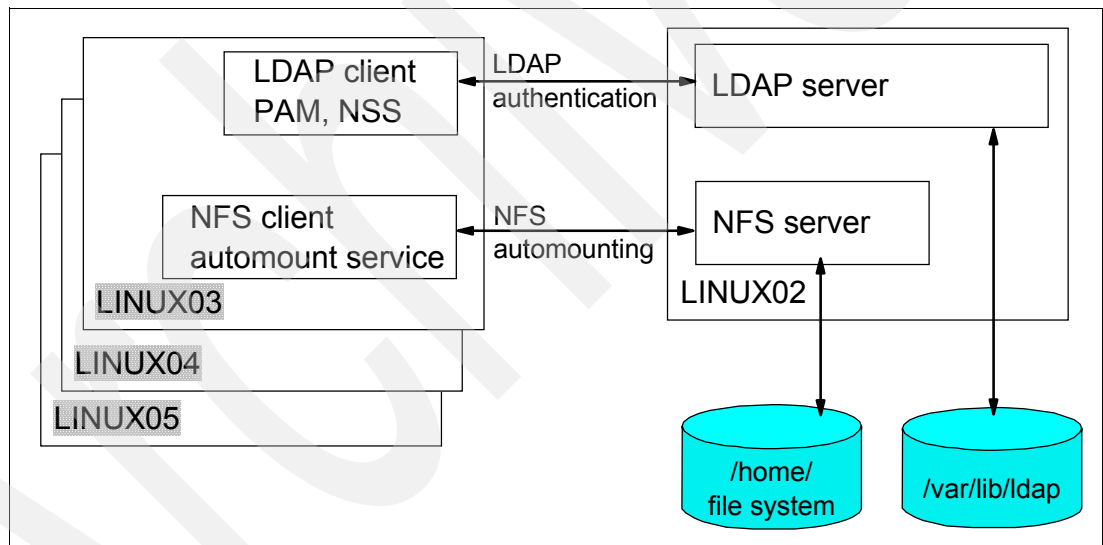 LDAP client
PAM, NSS
LDAP
authentication
LDAP server
NFS client
automount service
NFS
automounting
NFS server
LINUX02
LINUX03
LINUX04
LINUX05
/home/
file system
/var/lib/ldap